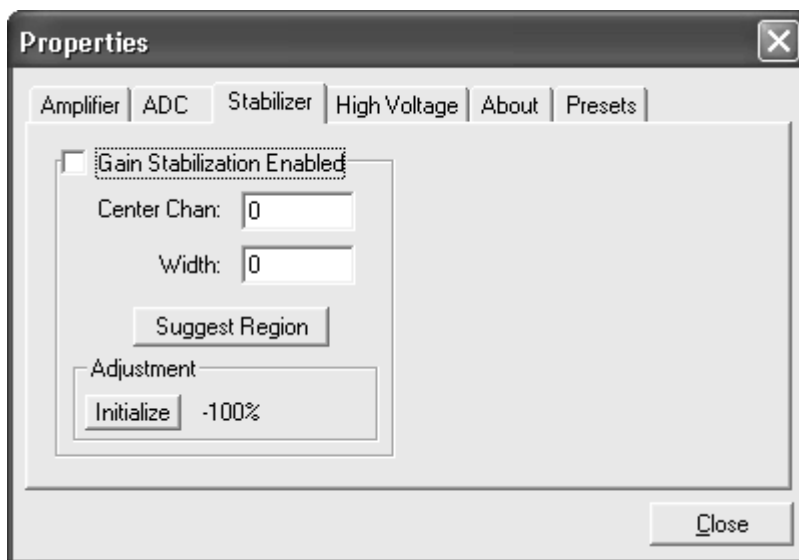 Properties
Amplifier ADC Stabilizer High Voltage About Presets
Gain Stabilization Enabled
Center Chan: 0
Width: 0
Suggest Region
Adjustment
Initialize -100%
Close